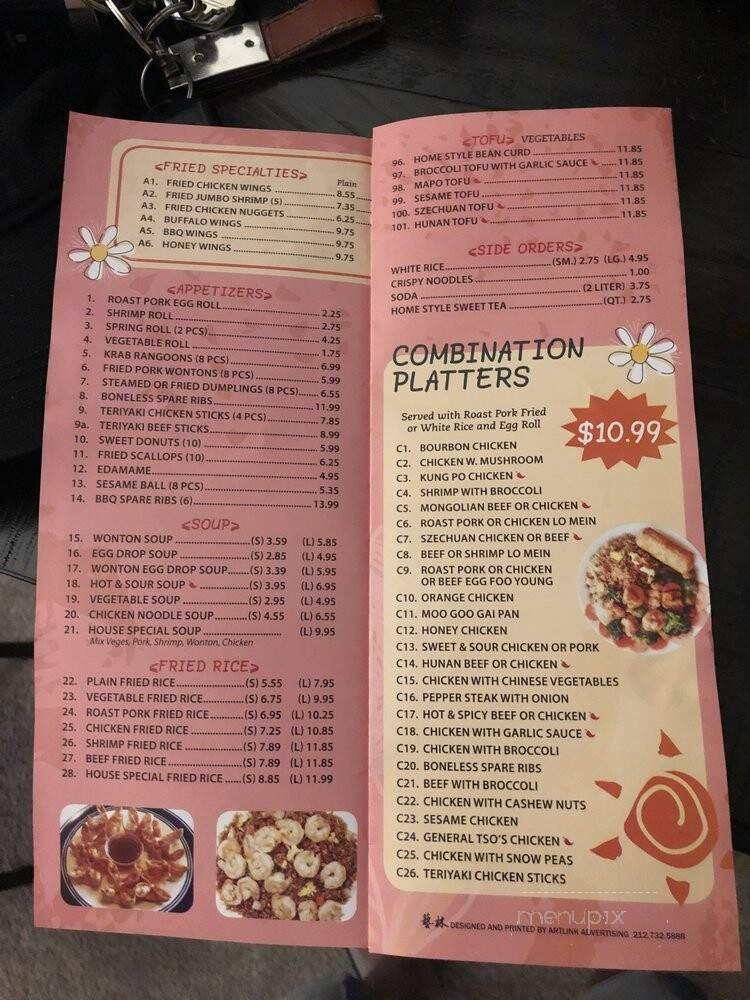 <FRIED SPECIALTIES>
Plain
A1. FRIED CHICKEN WINGS 8.55
A2. FRIED JUMBO SHRIMP (5) 7.35
A3. FRIED CHICKEN NUGGETS 6.25
A4. BUFFALO WINGS 9.75
A5. BBQ WINGS 9.75
A6. HONEY WINGS 9.75
<APPETIZERS>
1. ROAST PORK EGG ROLL 2.25
2. SHRIMP ROLL 2.75
3. SPRING ROLL (2 PCS) 4.25
4. VEGETABLE ROLL 1.75
5. KRAB RANGOONS (8 PCS) 6.99
6. FRIED PORK WONTONS (8 PCS) 5.99
7. STEAMED OR FRIED DUMPLINGS (8 PCS) 6.55
8. BONELESS SPARE RIBS 11.99
9. TERIYAKI CHICKEN STICKS (4 PCS) 7.85
9a. TERIYAKI BEEF STICKS 8.99
10. SWEET DONUTS (10) 5.99
11. FRIED SCALLOPS (10) 6.25
12. EDAMAME 4.95
13. SESAME BALL (8 PCS) 5.35
14. BBQ SPARE RIBS (6) 13.99
<SOUP>
15. WONTON SOUP (S) 3.59 (L) 5.85
16. EGG DROP SOUP (S) 2.85 (L) 4.95
17. WONTON EGG DROP SOUP (S) 3.39 (L) 5.95
18. HOT & SOUR SOUP (S) 3.95 (L) 6.95
19. VEGETABLE SOUP (S) 2.95 (L) 4.95
20. CHICKEN NOODLE SOUP (S) 4.55 (L) 6.55
21. HOUSE SPECIAL SOUP (L) 9.95
Mix Veges, Pork, Shrimp, Wonton, Chicken
<FRIED RICE>
22. PLAIN FRIED RICE (S) 5.55 (L) 7.95
23. VEGETABLE FRIED RICE (S) 6.75 (L) 9.95
24. ROAST PORK FRIED RICE (S) 6.95 (L) 10.25
25. CHICKEN FRIED RICE (S) 7.25 (L) 10.85
26. SHRIMP FRIED RICE (S) 7.89 (L) 11.85
27. BEEF FRIED RICE (S) 7.89 (L) 11.85
28. HOUSE SPECIAL FRIED RICE (S) 8.85 (L) 11.99
<TOFU> VEGETABLES
96. HOME STYLE BEAN CURD 11.85
97. BROCCOLI TOFU WITH GARLIC SAUCE 11.85
98. MAPO TOFU 11.85
99. SESAME TOFU 11.85
100. SZECHUAN TOFU 11.85
101. HUNAN TOFU 11.85
<SIDE ORDERS>
WHITE RICE (SM.) 2.75 (LG.) 4.95
CRISPY NOODLES 1.00
SODA (2 LITER) 3.75
HOME STYLE SWEET TEA (QT.) 2.75
COMBINATION
PLATTERS
Served with Roast Pork Fried
or White Rice and Egg Roll
$10.99
C1. BOURBON CHICKEN
C2. CHICKEN W. MUSHROOM
C3. KUNG PO CHICKEN
C4. SHRIMP WITH BROCCOLI
C5. MONGOLIAN BEEF OR CHICKEN
C6. ROAST PORK OR CHICKEN LO MEIN
C7. SZECHUAN CHICKEN OR BEEF
C8. BEEF OR SHRIMP LO MEIN
C9. ROAST PORK OR CHICKEN
OR BEEF EGG FOO YOUNG
C10. ORANGE CHICKEN
C11. MOO GOO GAI PAN
C12. HONEY CHICKEN
C13. SWEET & SOUR CHICKEN OR PORK
C14. HUNAN BEEF OR CHICKEN
C15. CHICKEN WITH CHINESE VEGETABLES
C16. PEPPER STEAK WITH ONION
C17. HOT & SPICY BEEF OR CHICKEN
C18. CHICKEN WITH GARLIC SAUCE
C19. CHICKEN WITH BROCCOLI
C20. BONELESS SPARE RIBS
C21. BEEF WITH BROCCOLI
C22. CHICKEN WITH CASHEW NUTS
C23. SESAME CHICKEN
C24. GENERAL TSO'S CHICKEN
C25. CHICKEN WITH SNOW PEAS
C26. TERIYAKI CHICKEN STICKS
menupix
藝林 DESIGNED AND PRINTED BY ARTLINK ADVERTISING 212.732.5888